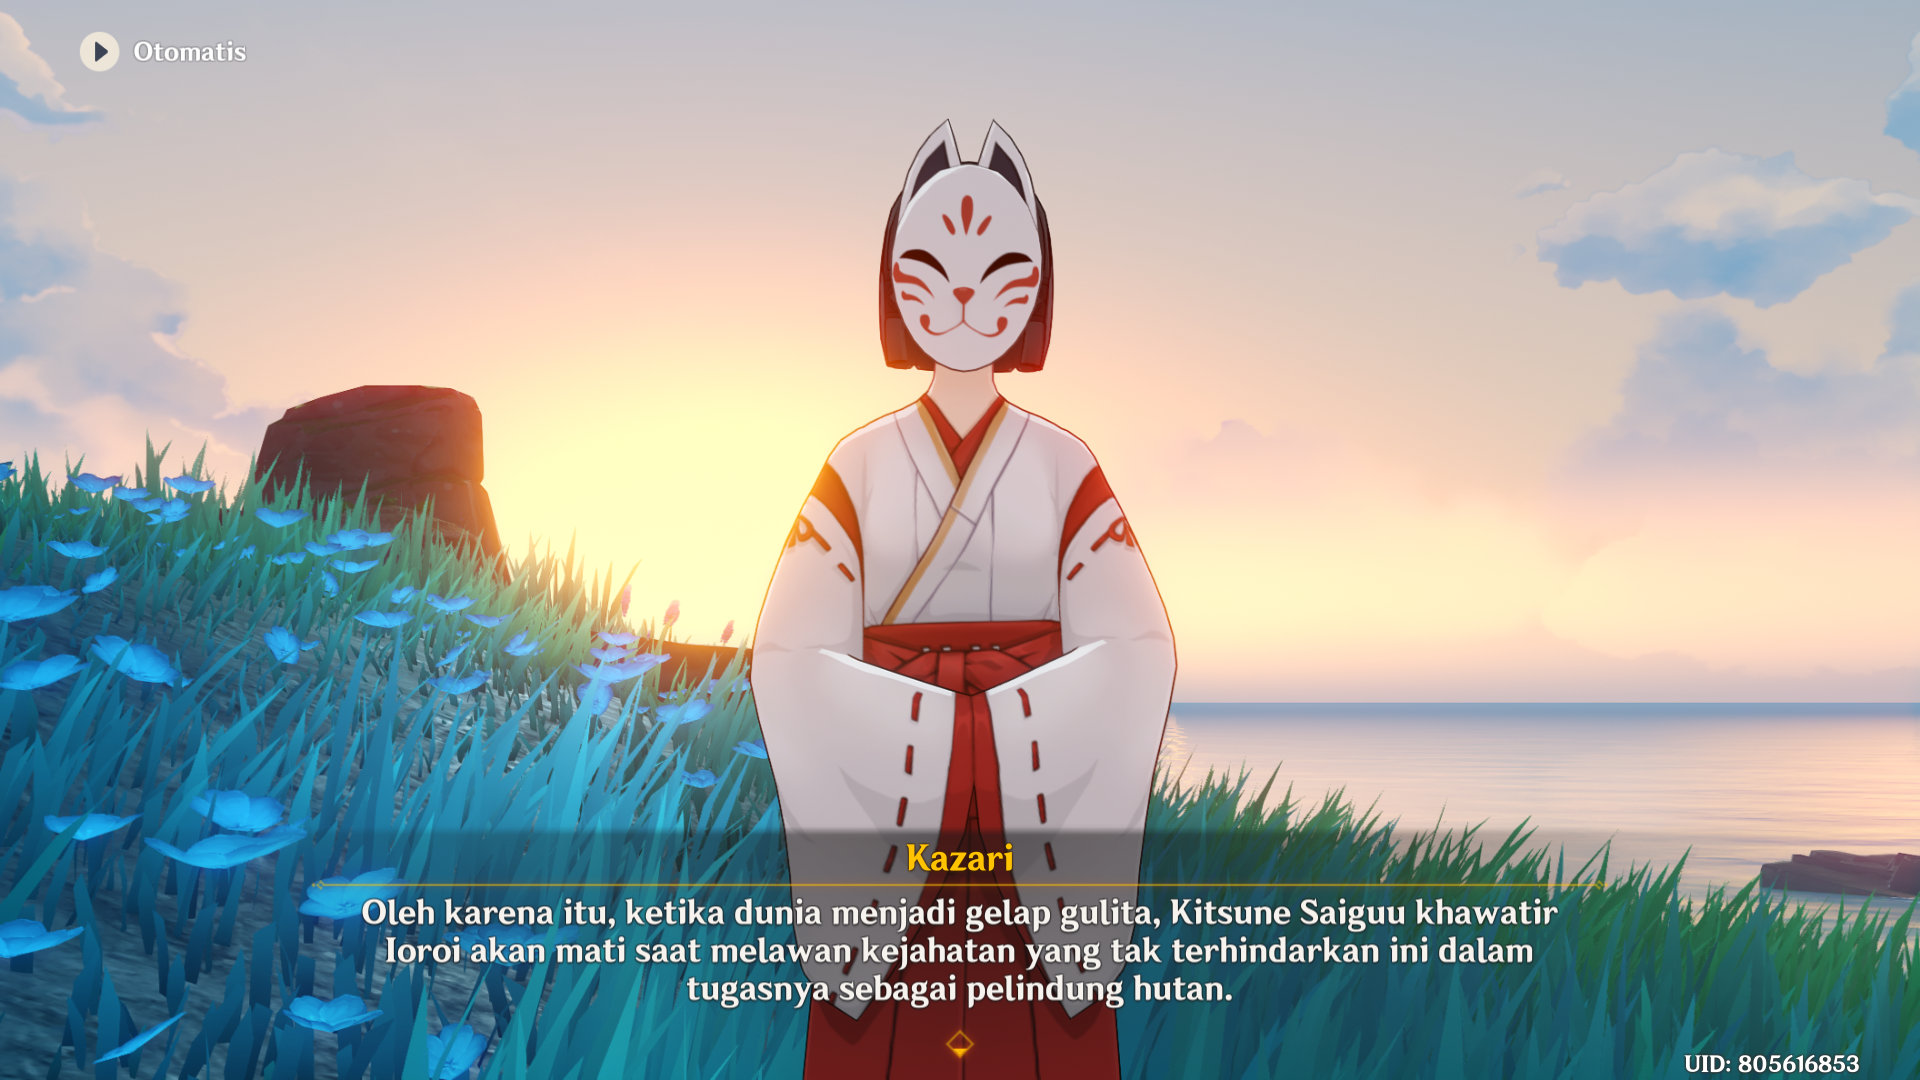 Otomatis
Kazari
Oleh karena itu, ketika dunia menjadi gelap gulita, Kitsune Saiguu khawatir
Ioroi akan mati saat melawan kejahatan yang tak terhindarkan ini dalam
tugasnya sebagai pelindung hutan.
UID: 805616853